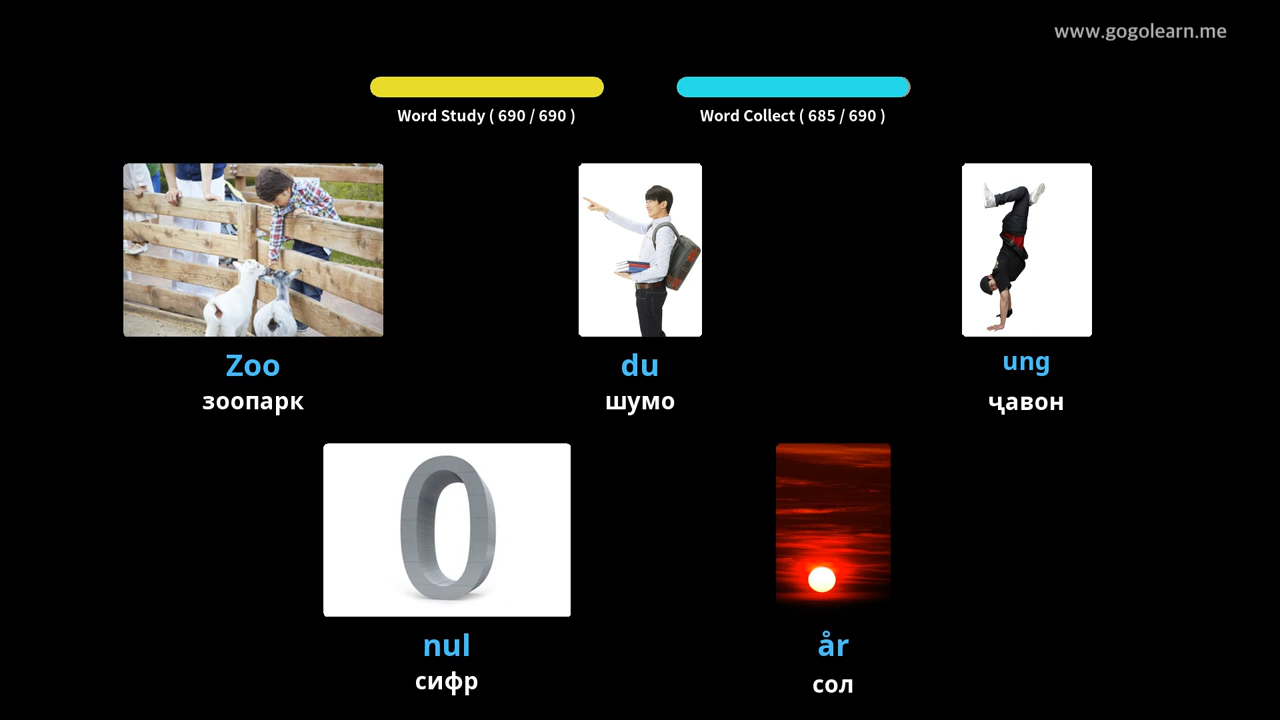 www.gogolearn.me
Word Study ( 690 / 690 )
Word Collect ( 685 / 690 )
Zoo
зоопарк
du
шумо
ung
ҷавон
0
nul
сифр
år
сол